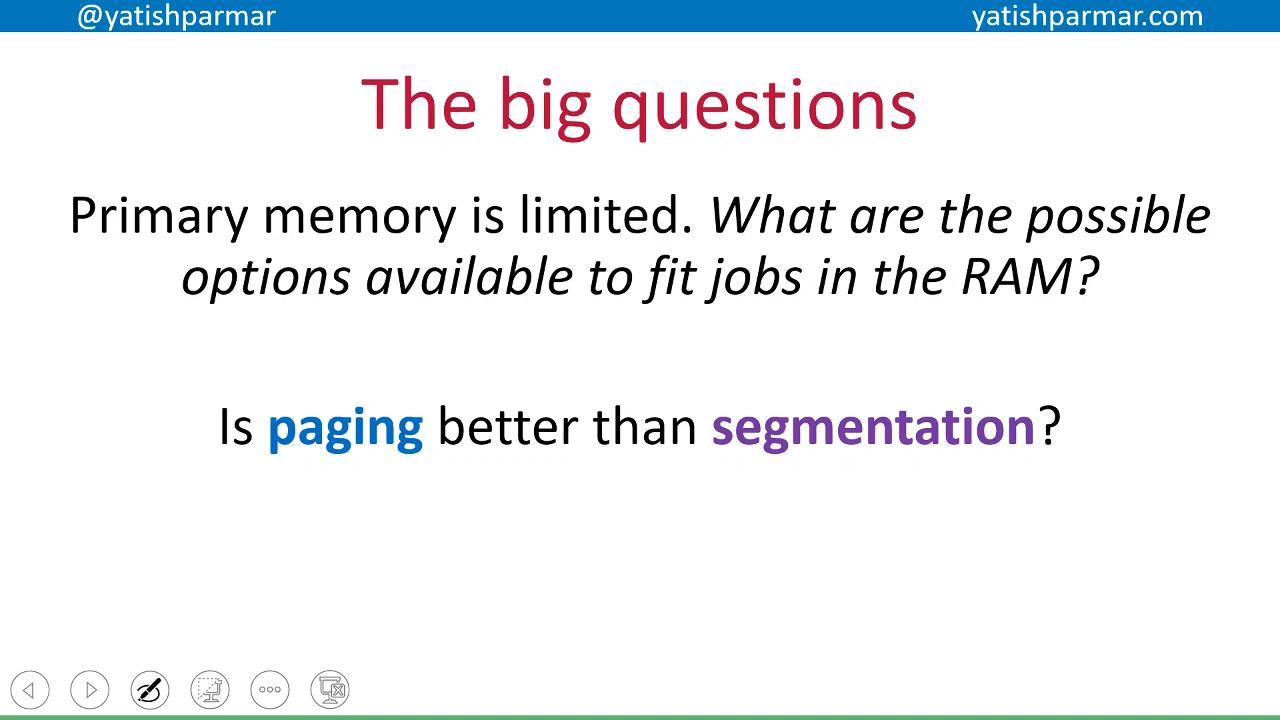 @yatishparmar
yatishparmar.com
The big questions
Primary memory is limited. What are the possible
options available to fit jobs in the RAM?
Is paging better than segmentation?